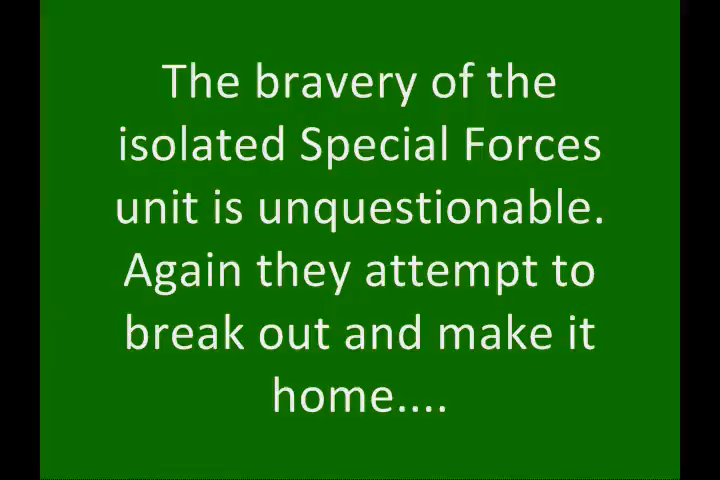 The bravery of the
isolated Special Forces
unit is unquestionable.
Again they attempt to
break out and make it
home....